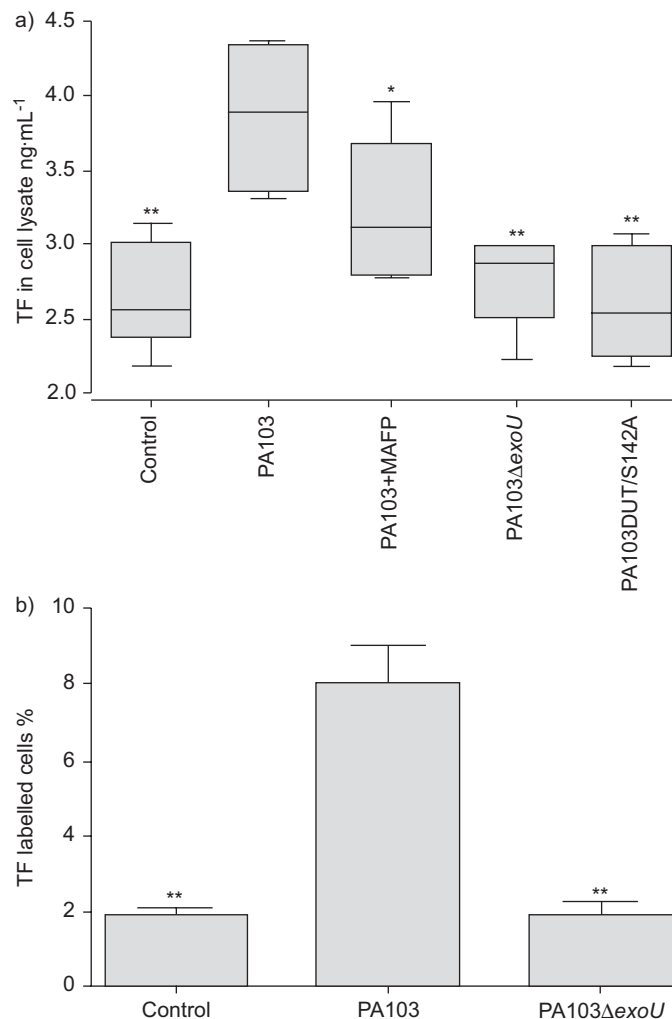 a)
TF in cell lysate ng·mL⁻¹
4.5
4.0
3.5
3.0
2.5
2.0
**
*
**
**
Control
PA103
PA103+MAFP
PA103ΔexoU
PA103DUT/S142A
b)
TF labelled cells %
10
8
6
4
2
0
**
**
Control
PA103
PA103ΔexoU